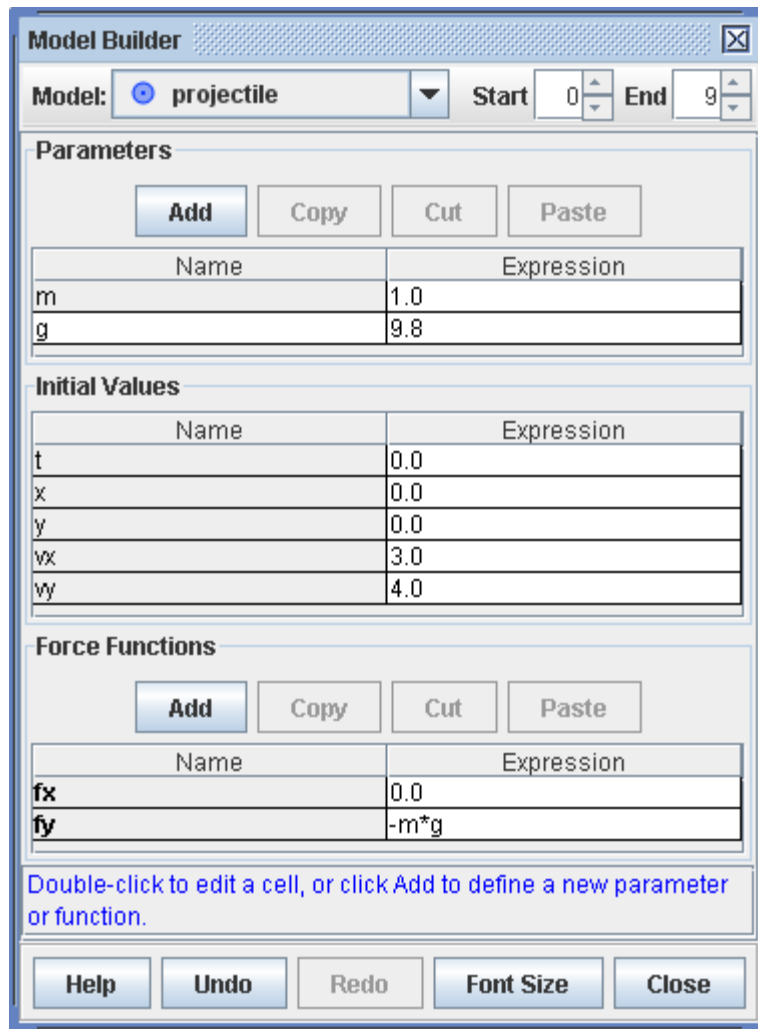 Model Builder
Model: projectile Start 0 End 9
Parameters
Add Copy Cut Paste
Name Expression
m 1.0
g 9.8
Initial Values
Name Expression
t 0.0
x 0.0
y 0.0
vx 3.0
vy 4.0
Force Functions
Add Copy Cut Paste
Name Expression
fx 0.0
fy -m*g
Double-click to edit a cell, or click Add to define a new parameter
or function.
Help Undo Redo Font Size Close